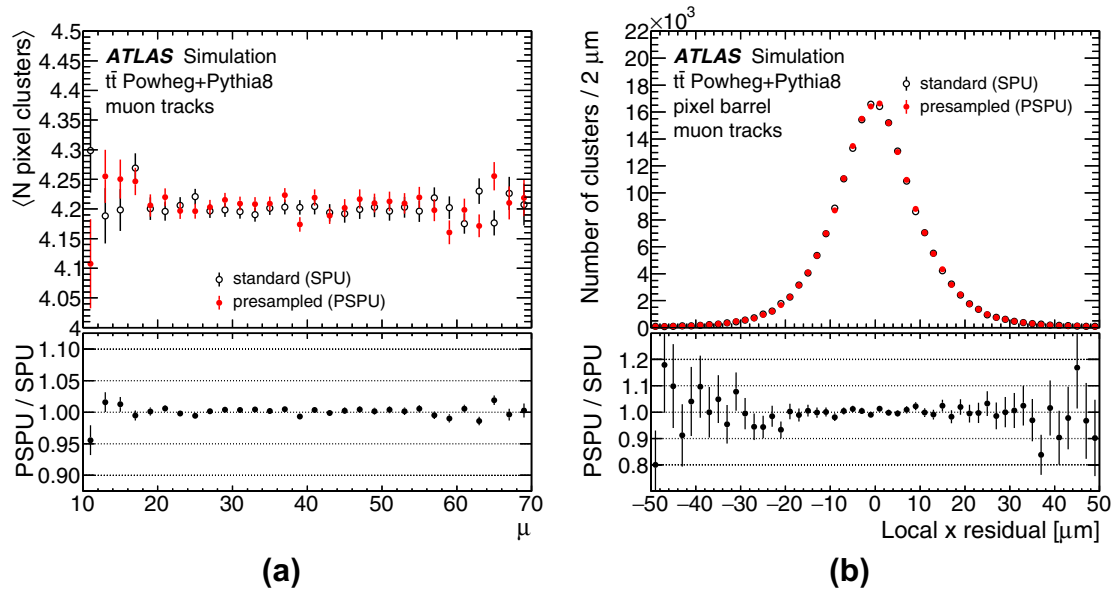 ⟨N pixel clusters⟩
4.5
4.45
4.4
4.35
4.3
4.25
4.2
4.15
4.1
4.05
4
ATLAS Simulation
tt̄ Powheg+Pythia8
muon tracks
standard (SPU)
presampled (PSPU)
PSPU / SPU
1.10
1.05
1.00
0.95
0.90
10 20 30 40 50 60 70
μ
(a)
×10³
Number of clusters / 2 μm
22
20
18
16
14
12
10
8
6
4
2
0
ATLAS Simulation
tt̄ Powheg+Pythia8
pixel barrel
muon tracks
standard (SPU)
presampled (PSPU)
PSPU / SPU
1.2
1.1
1.0
0.9
0.8
−50 −40 −30 −20 −10 0 10 20 30 40 50
Local x residual [μm]
(b)